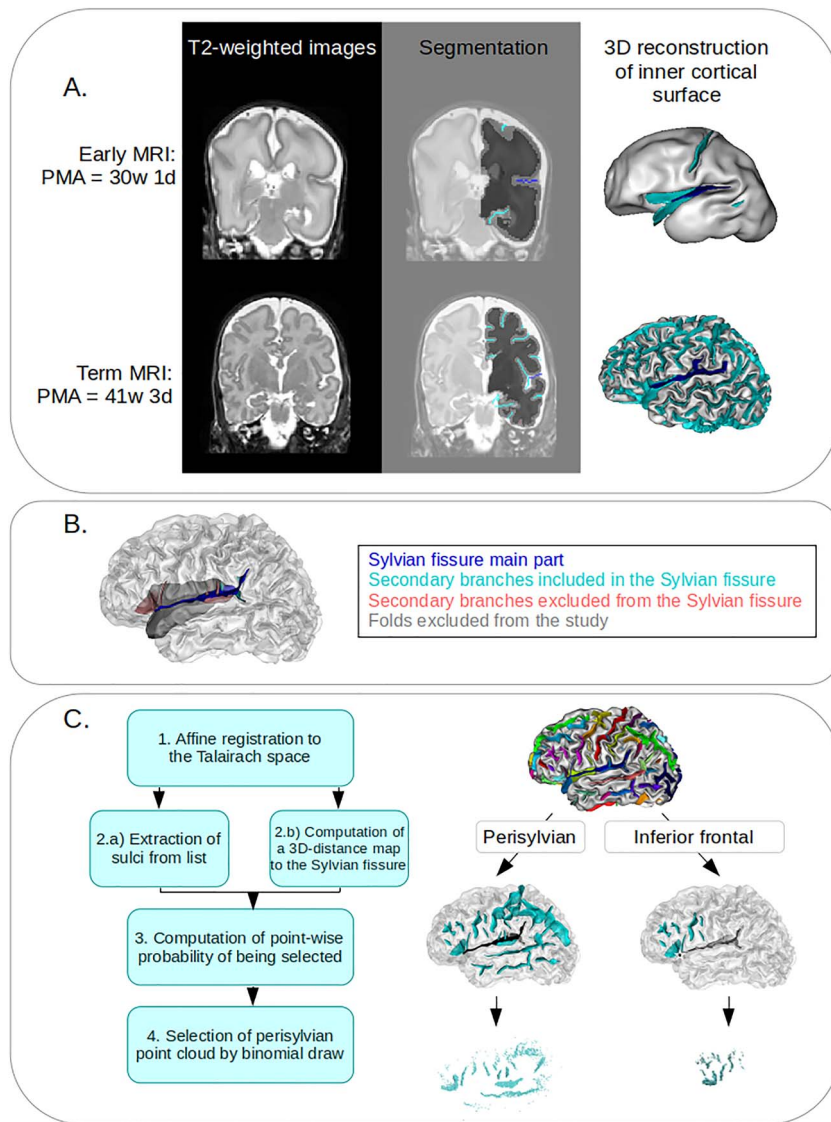 T2-weighted images
Segmentation
3D reconstruction
of inner cortical
surface
A.
Early MRI:
PMA = 30w 1d
Term MRI:
PMA = 41w 3d
B.
Sylvian fissure main part
Secondary branches included in the Sylvian fissure
Secondary branches excluded from the Sylvian fissure
Folds excluded from the study
C.
1. Affine registration to
the Talairach space
2.a) Extraction of
sulci from list
2.b) Computation of
a 3D-distance map
to the Sylvian fissure
3. Computation of point-wise
probability of being selected
4. Selection of perisylvian
point cloud by binomial draw
Perisylvian
Inferior frontal